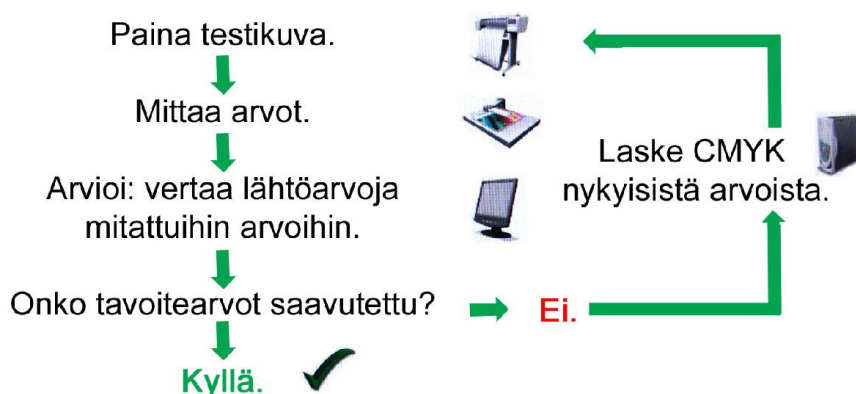 Paina testikuva.
Mittaa arvot.
Arvioi: vertaa lähtöarvoja
mitattuihin arvoihin.
Onko tavoitearvot saavutettu?
Ei.
Laske CMYK
nykyisistä arvoista.
Kyllä.